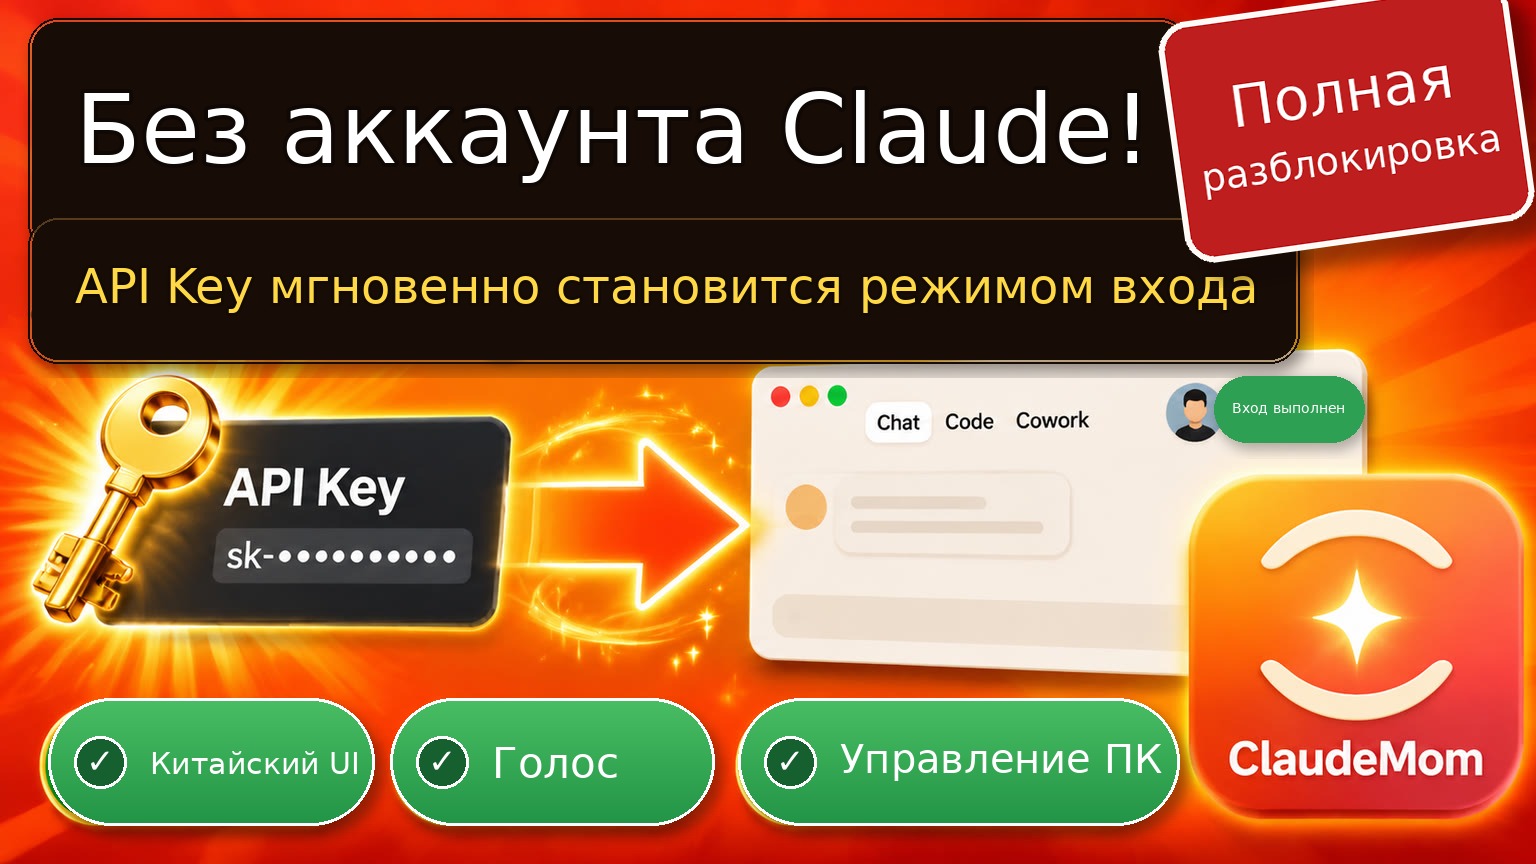 Без аккаунта Claude!
Полная
разблокировка
API Key мгновенно становится режимом входа
API Key
sk-••••••••••
Chat Code Cowork
Вход выполнен
ClaudeMom
✓ Китайский UI
✓ Голос
✓ Управление ПК